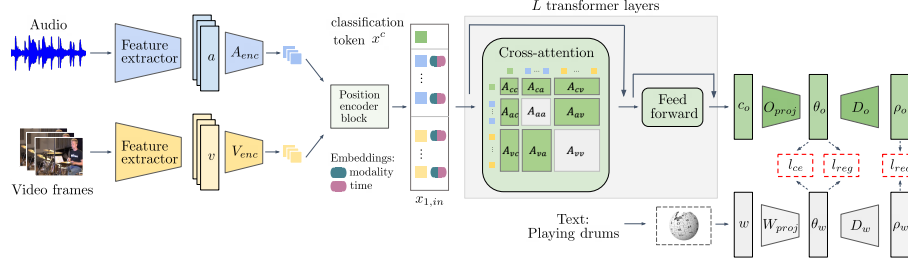 Audio
Feature
extractor
a
A_enc
Video frames
Feature
extractor
v
V_enc
Position
encoder
block
Embeddings:
modality
time
classification
token x^c
x_{1,in}
L transformer layers
Cross-attention
A_cc A_ca A_cv
A_ac A_aa A_av
A_vc A_va A_vv
Feed
forward
c_o O_proj θ_o D_o ρ_o
l_ce l_reg l_rec
Text:
Playing drums
w W_proj θ_w D_w ρ_w